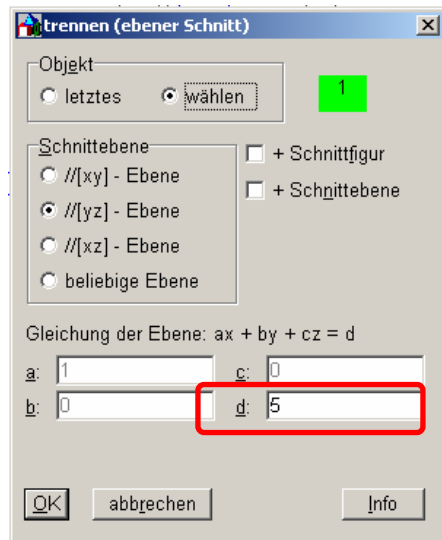 trennen (ebener Schnitt)
Objekt
letztes wählen
1
Schnittebene
//[xy] - Ebene
//[yz] - Ebene
//[xz] - Ebene
beliebige Ebene
+ Schnittfigur
+ Schnittebene
Gleichung der Ebene: ax + by + cz = d
a: 1 c: 0
b: 0 d: 5
OK abbrechen Info